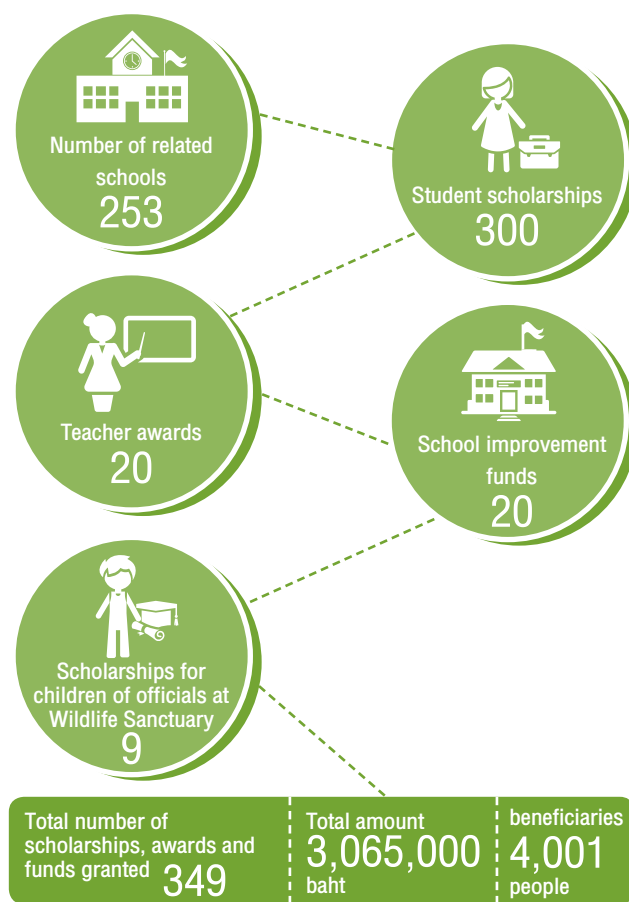 Number of related
schools
253
Student scholarships
300
Teacher awards
20
School improvement
funds
20
Scholarships for
children of officials at
Wildlife Sanctuary
9
Total number of
scholarships, awards and
funds granted 349
Total amount
3,065,000
baht
beneficiaries
4,001
people